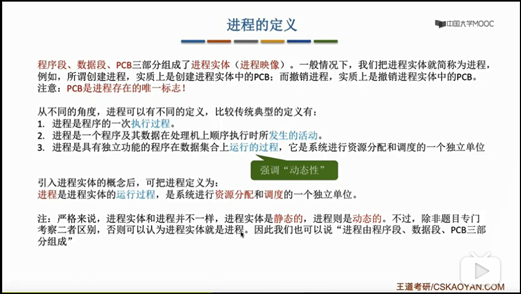 进程的定义
中国大学MOOC
程序段、数据段、PCB三部分组成了进程实体（进程映像）。一般情况下，我们把进程实体就简称为进程，
例如，所谓创建进程，实质上是创建进程实体中的PCB；而撤销进程，实质上是撤销进程实体中的PCB。
注意：PCB是进程存在的唯一标志！
从不同的角度，进程可以有不同的定义，比较传统典型的定义有：
1. 进程是程序的一次执行过程。
2. 进程是一个程序及其数据在处理机上顺序执行时所发生的活动。
3. 进程是具有独立功能的程序在数据集合上运行的过程，它是系统进行资源分配和调度的一个独立单位
强调“动态性”
引入进程实体的概念后，可把进程定义为：
进程是进程实体的运行过程，是系统进行资源分配和调度的一个独立单位。
注：严格来说，进程实体和进程并不一样，进程实体是静态的，进程则是动态的。不过，除非题目专门
考察二者区别，否则可以认为进程实体就是进程。因此我们也可以说“进程由程序段、数据段、PCB三部
分组成”
王道考研/CSKAOYAN.COM